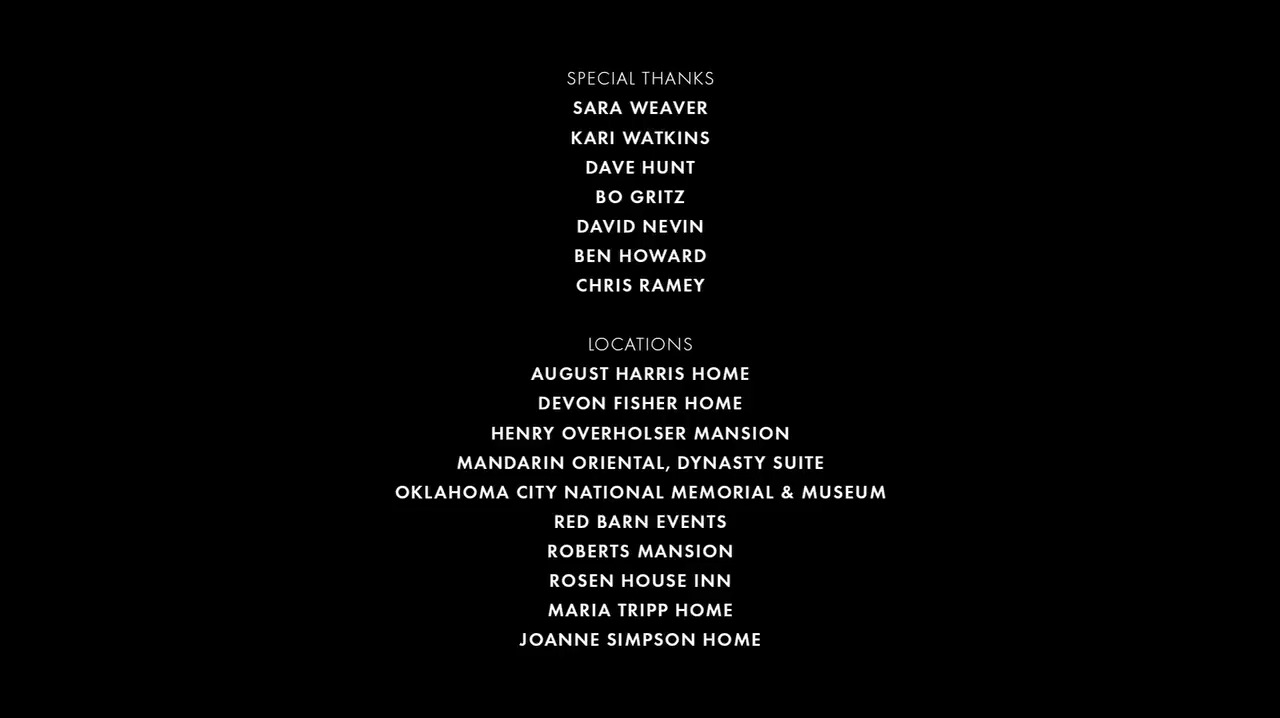 SPECIAL THANKS
SARA WEAVER
KARI WATKINS
DAVE HUNT
BO GRITZ
DAVID NEVIN
BEN HOWARD
CHRIS RAMEY
LOCATIONS
AUGUST HARRIS HOME
DEVON FISHER HOME
HENRY OVERHOLSER MANSION
MANDARIN ORIENTAL, DYNASTY SUITE
OKLAHOMA CITY NATIONAL MEMORIAL & MUSEUM
RED BARN EVENTS
ROBERTS MANSION
ROSEN HOUSE INN
MARIA TRIPP HOME
JOANNE SIMPSON HOME